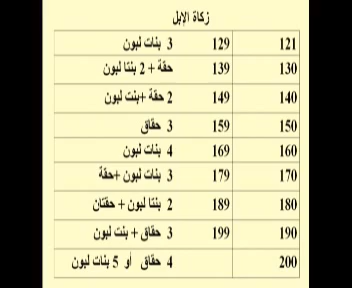 زكاة الإبل
121 129 3 بنات لبون
130 139 حقة + 2 بنتا لبون
140 149 2 حقة +بنت لبون
150 159 3 حقاق
160 169 4 بنات لبون
170 179 3 بنات لبون +حقة
180 189 2 بنتا لبون + حقتان
190 199 3 حقاق + بنت لبون
200 4 حقاق أو 5 بنات لبون